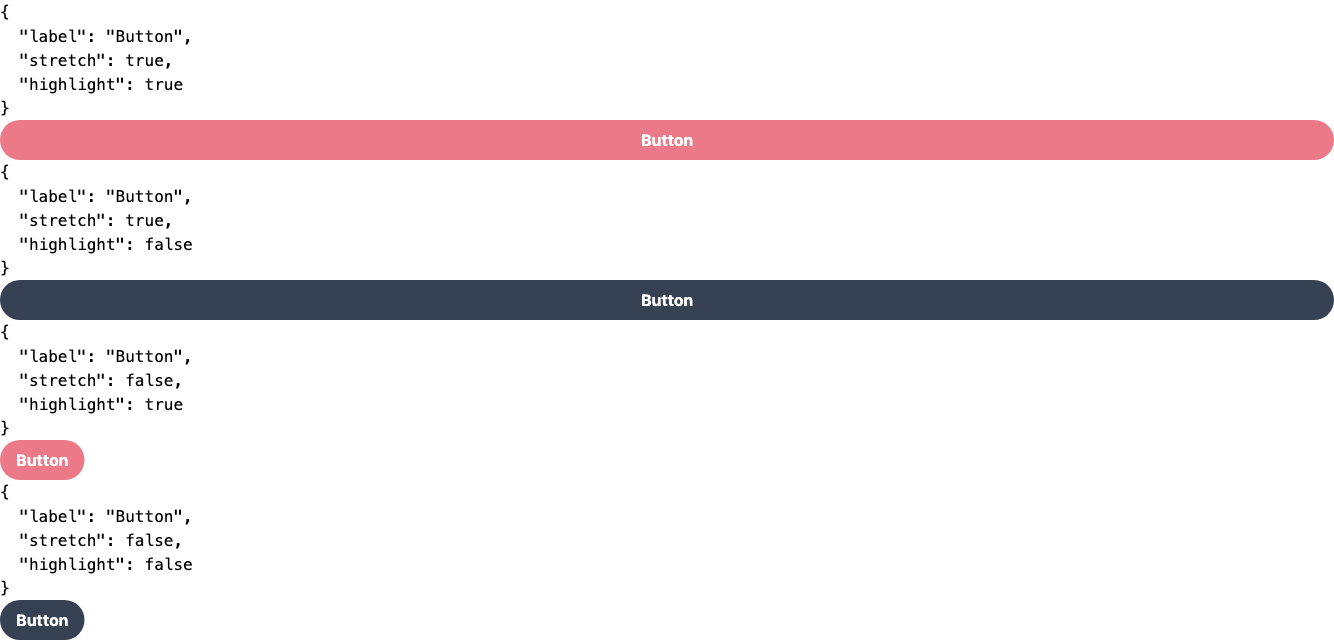 {
  "label": "Button",
  "stretch": true,
  "highlight": true
}
Button
{
  "label": "Button",
  "stretch": true,
  "highlight": false
}
Button
{
  "label": "Button",
  "stretch": false,
  "highlight": true
}
Button
{
  "label": "Button",
  "stretch": false,
  "highlight": false
}
Button